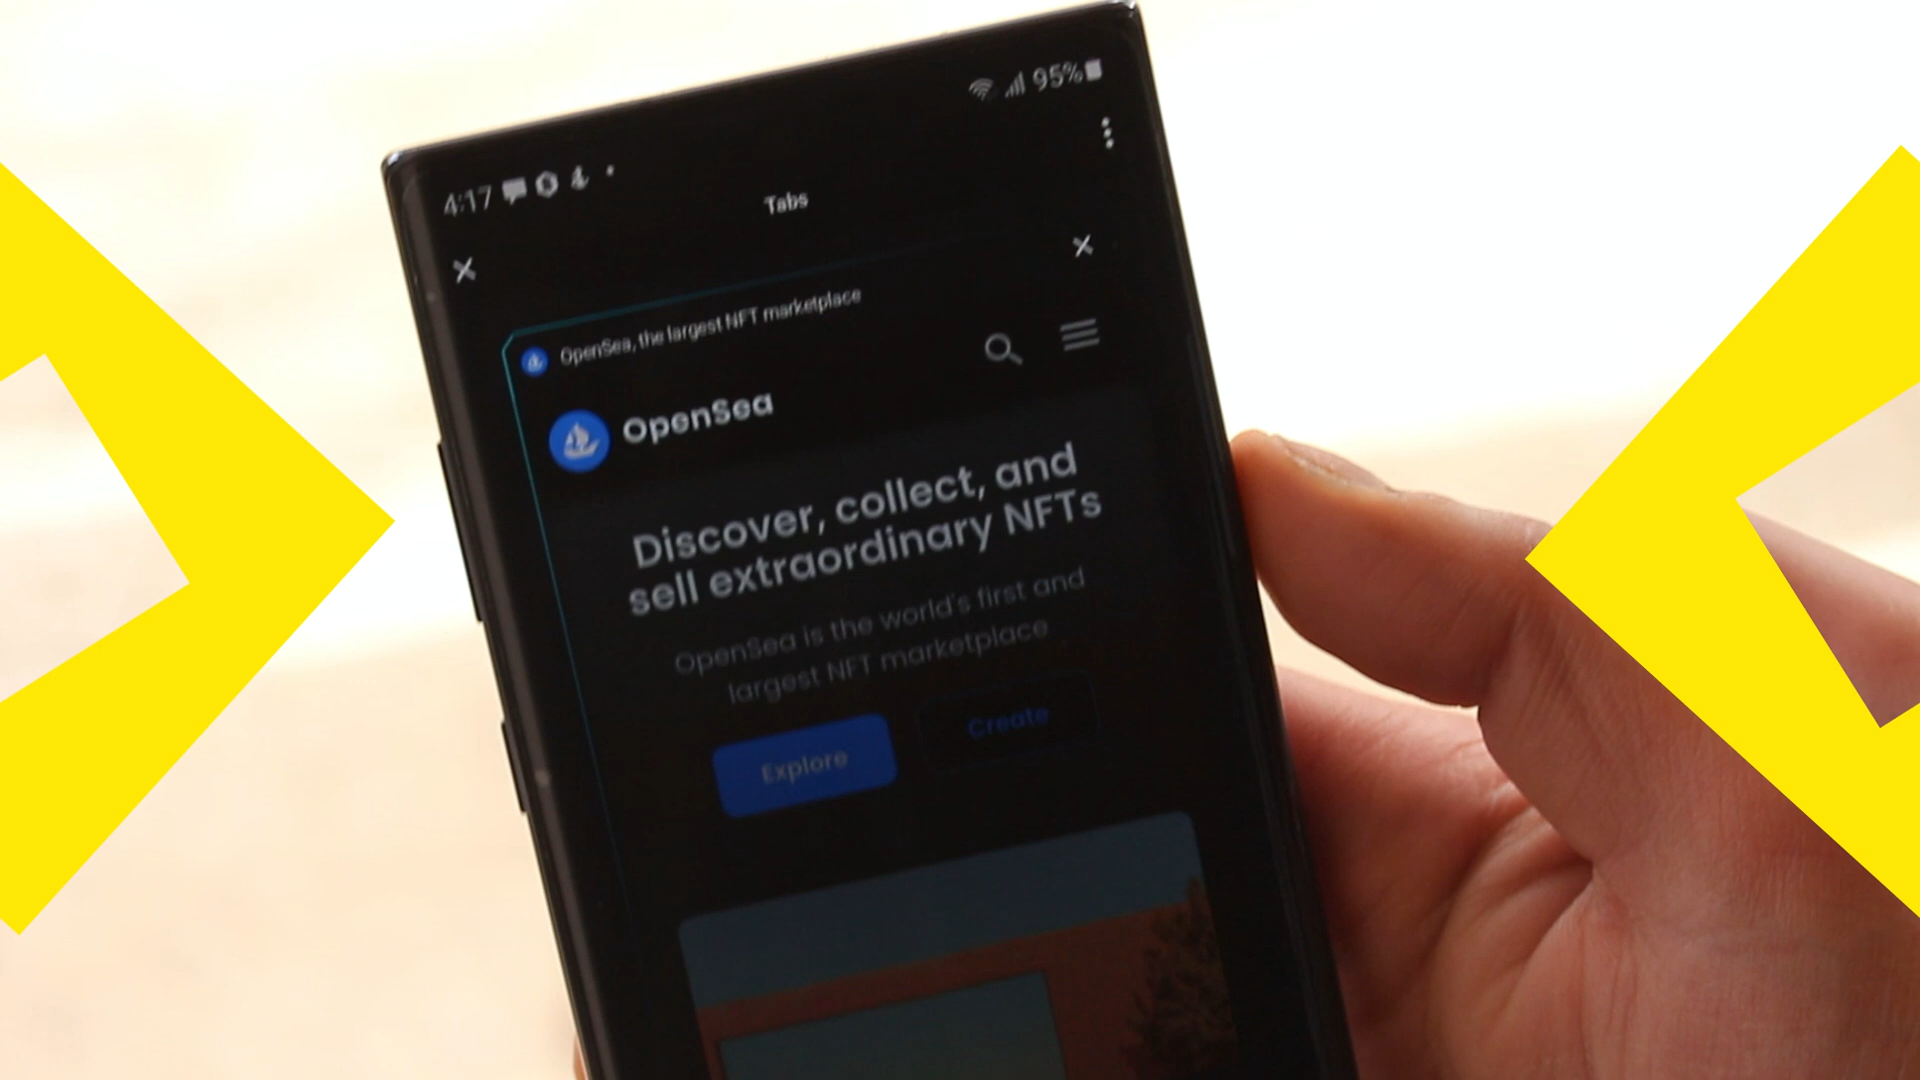 4:17
95%
Tabs
OpenSea, the largest NFT marketplace
OpenSea
Discover, collect, and
sell extraordinary NFTs
OpenSea is the world's first and
largest NFT marketplace
Explore
Create